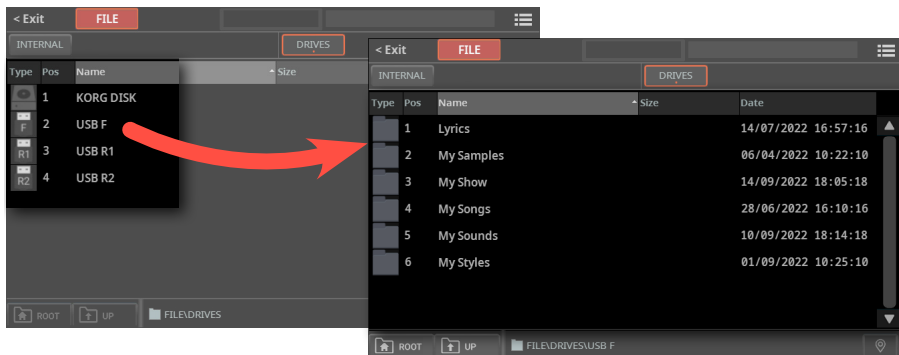 < Exit FILE
INTERNAL DRIVES
Type Pos Name Size
1 KORG DISK
F 2 USB F
R1 3 USB R1
R2 4 USB R2
ROOT UP FILE\DRIVES
< Exit FILE
INTERNAL DRIVES
Type Pos Name Size Date
1 Lyrics 14/07/2022 16:57:16
2 My Samples 06/04/2022 10:22:10
3 My Show 14/09/2022 18:05:18
4 My Songs 28/06/2022 16:10:16
5 My Sounds 10/09/2022 18:14:18
6 My Styles 01/09/2022 10:25:10
ROOT UP FILE\DRIVES\USB F